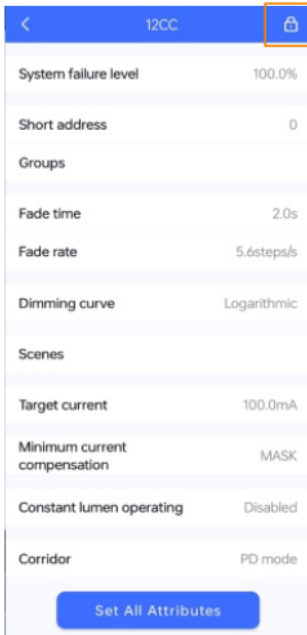 12CC
System failure level 100.0%
Short address 0
Groups
Fade time 2.0s
Fade rate 5.6steps/s
Dimming curve Logarithmic
Scenes
Target current 100.0mA
Minimum current
compensation MASK
Constant lumen operating Disabled
Corridor PD mode
Set All Attributes